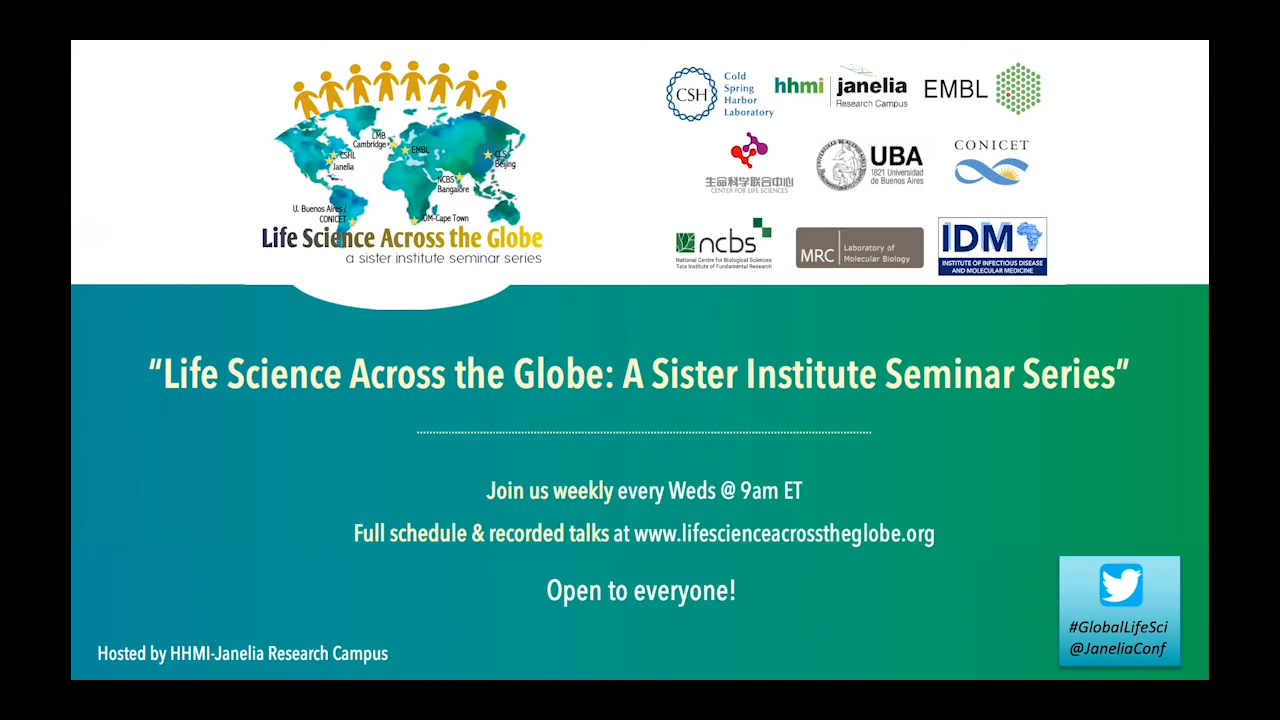 LMB
Cambridge
EMBL
CSHL
Janelia
CLS
Beijing
NCBS
Bangalore
U. Buenos Aires /
CONICET
IDM-Cape Town
Life Science Across the Globe
a sister institute seminar series
CSH
Cold
Spring
Harbor
Laboratory
hhmi janelia
Research Campus
EMBL
生命科学联合中心
CENTER FOR LIFE SCIENCES
UBA
1821 Universidad
de Buenos Aires
CONICET
ncbs
National Centre for Biological Sciences
Tata Institute of Fundamental Research
MRC
Laboratory of
Molecular Biology
IDM
INSTITUTE OF INFECTIOUS DISEASE
AND MOLECULAR MEDICINE
“Life Science Across the Globe: A Sister Institute Seminar Series”
Join us weekly every Weds @ 9am ET
Full schedule & recorded talks at www.lifescienceacrosstheglobe.org
Open to everyone!
Hosted by HHMI-Janelia Research Campus
#GlobalLifeSci
@JaneliaConf